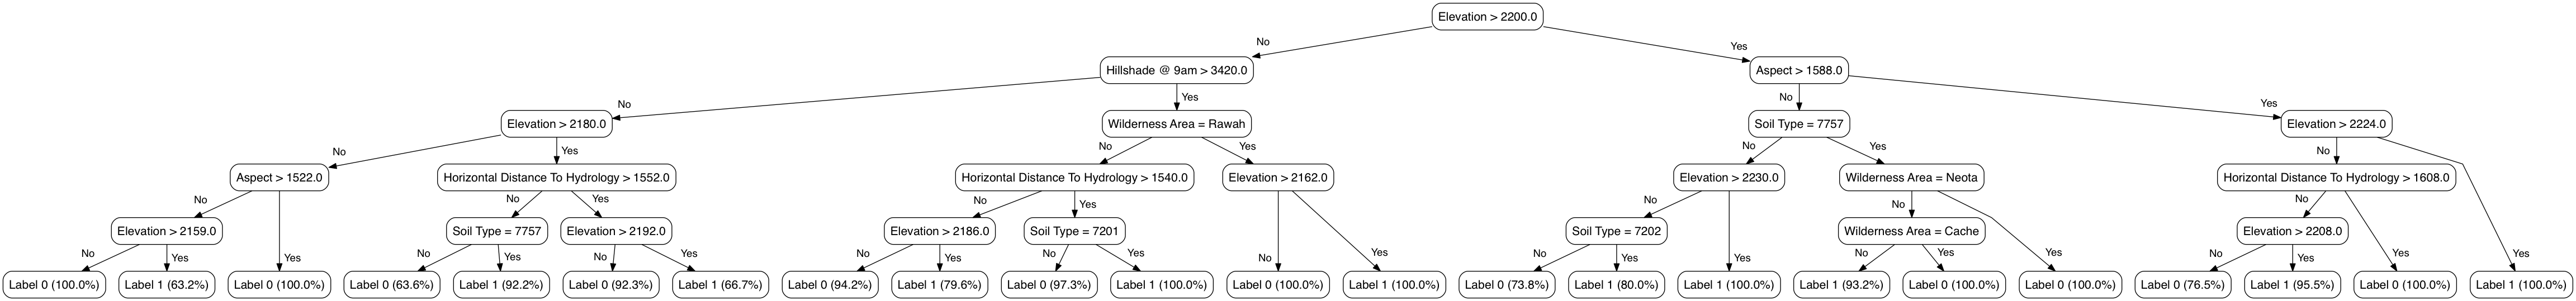 Elevation > 2200.0
No
Yes
Hillshade @ 9am > 3420.0
Aspect > 1588.0
No
Yes
No
Yes
Elevation > 2180.0
Wilderness Area = Rawah
Soil Type = 7757
Elevation > 2224.0
No
Yes
No
Yes
No
Yes
No
Yes
Aspect > 1522.0
Horizontal Distance To Hydrology > 1552.0
Horizontal Distance To Hydrology > 1540.0
Elevation > 2162.0
Elevation > 2230.0
Wilderness Area = Neota
Horizontal Distance To Hydrology > 1608.0
No
Yes
No
Yes
No
Yes
No
Yes
No
Yes
No
Yes
No
Yes
No
Yes
Elevation > 2159.0
Soil Type = 7757
Elevation > 2192.0
Elevation > 2186.0
Soil Type = 7201
Soil Type = 7202
Wilderness Area = Cache
Elevation > 2208.0
No
Yes
No
Yes
No
Yes
No
Yes
No
Yes
No
Yes
No
Yes
No
Yes
Label 0 (100.0%)
Label 1 (63.2%)
Label 0 (100.0%)
Label 0 (63.6%)
Label 1 (92.2%)
Label 0 (92.3%)
Label 1 (66.7%)
Label 0 (94.2%)
Label 1 (79.6%)
Label 0 (97.3%)
Label 1 (100.0%)
Label 0 (100.0%)
Label 1 (100.0%)
Label 0 (73.8%)
Label 1 (80.0%)
Label 1 (100.0%)
Label 1 (93.2%)
Label 0 (100.0%)
Label 0 (100.0%)
Label 0 (76.5%)
Label 1 (95.5%)
Label 0 (100.0%)
Label 1 (100.0%)